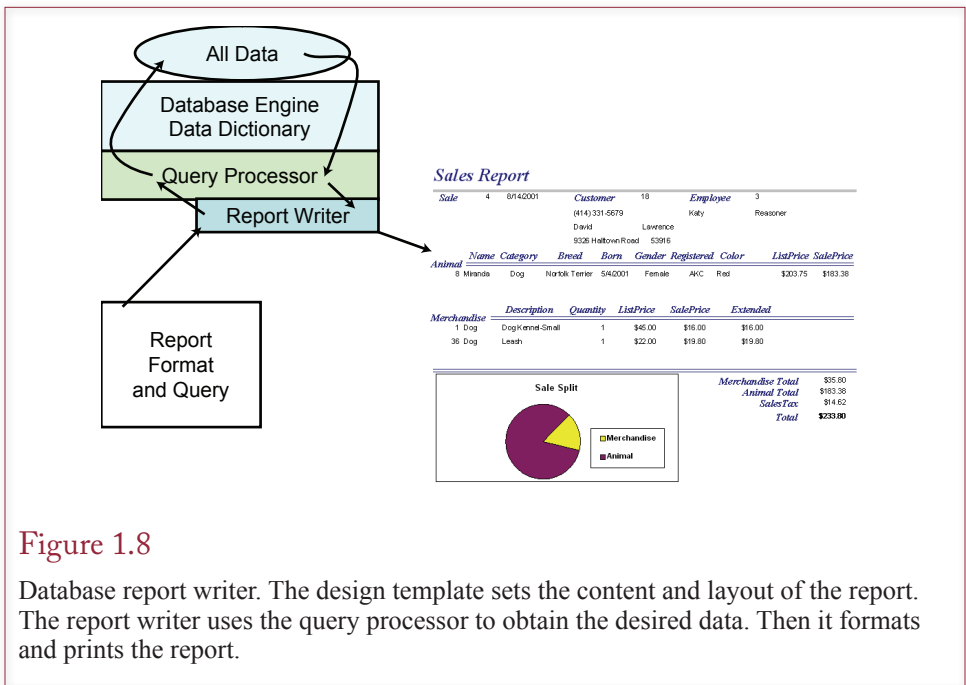 All Data
Database Engine
Data Dictionary
Query Processor
Report Writer
Report
Format
and Query
Sales Report
Sale 4 8/14/2001 Customer 18 Employee 3
(414) 331-5679 Katy Reasoner
David Lawrence
9326 Halltown Road 53916
Animal Name Category Breed Born Gender Registered Color ListPrice SalePrice
8 Miranda Dog Norfolk Terrier 5/4/2001 Female AKC Red $203.75 $183.38
Merchandise Description Quantity ListPrice SalePrice Extended
1 Dog Dog Kennel-Small 1 $45.00 $16.00 $16.00
36 Dog Leash 1 $22.00 $19.80 $19.80
Merchandise Total $35.80
Animal Total $183.38
SalesTax $14.62
Total $233.80
Sale Split
Merchandise
Animal
Figure 1.8
Database report writer. The design template sets the content and layout of the report.
The report writer uses the query processor to obtain the desired data. Then it formats
and prints the report.